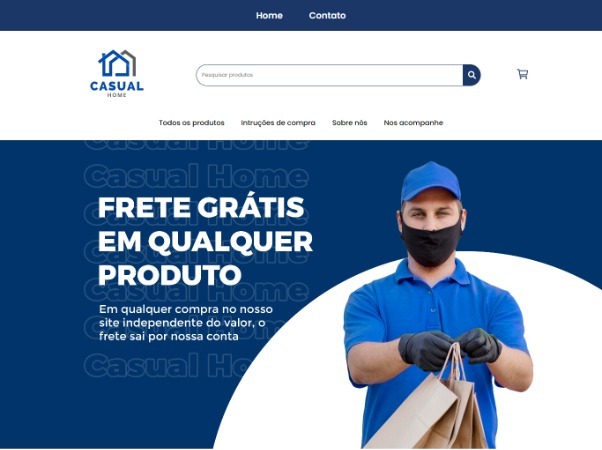 Home Contato
CASUAL
HOME
Pesquisar produtos
Todos os produtos Intruções de compra Sobre nós Nos acompanhe
Casual Home
Casual Home
FRETE GRÁTIS
Casual Home
EM QUALQUER
Casual Home
PRODUTO
Casual Home
Em qualquer compra no nosso
site independente do valor, o
Casual Home
frete sai por nossa conta
Casual Home